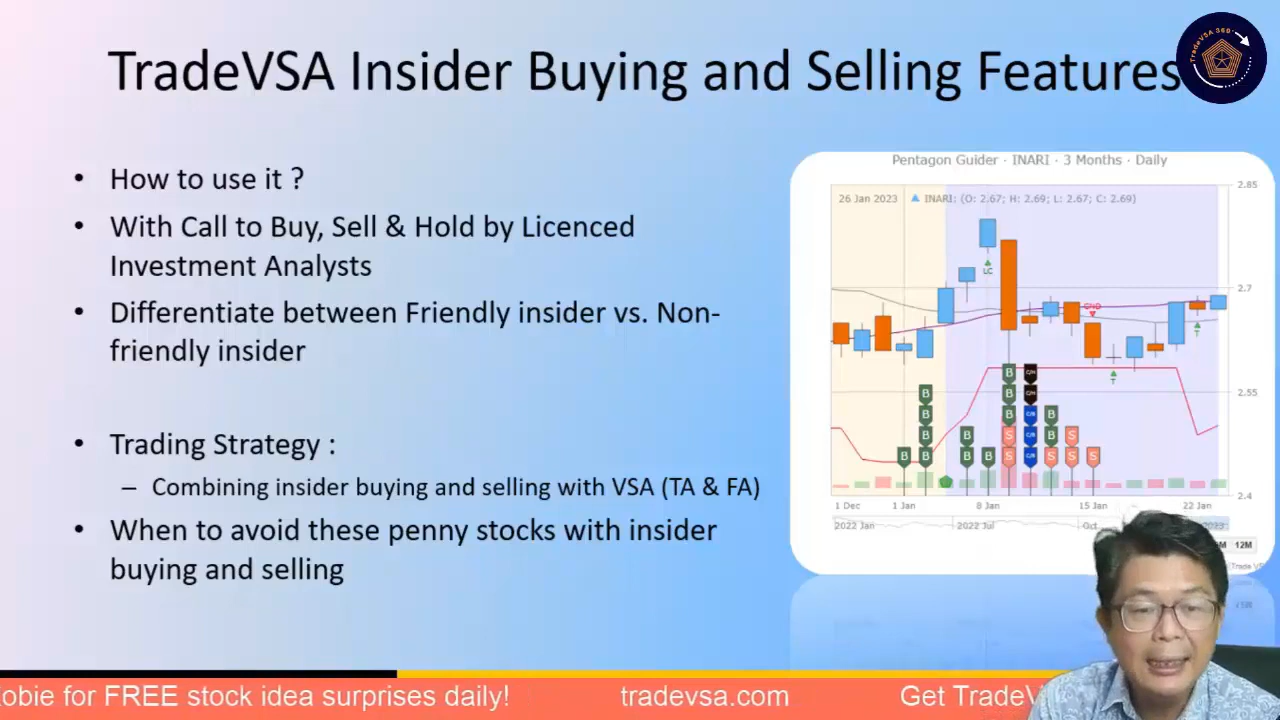 TradeVSA Insider Buying and Selling Features
TradeVSA 360°
• How to use it ?
• With Call to Buy, Sell & Hold by Licenced
Investment Analysts
• Differentiate between Friendly insider vs. Non-
friendly insider
• Trading Strategy :
– Combining insider buying and selling with VSA (TA & FA)
• When to avoid these penny stocks with insider
buying and selling
Pentagon Guider · INARI · 3 Months · Daily
26 Jan 2023 INARI: (O: 2.67; H: 2.69; L: 2.67; C: 2.69)
2.85
LC
2.7
T
T
2.55
B C/H
B B C/H
B B S C/B B
B B S C/B B S
B B B B S C/B B S S
2.4
1 Dec 1 Jan 8 Jan 15 Jan 22 Jan
2022 Jan 2022 Jul Oct 2023
12M
Kobie for FREE stock idea surprises daily! tradevsa.com Get TradeV